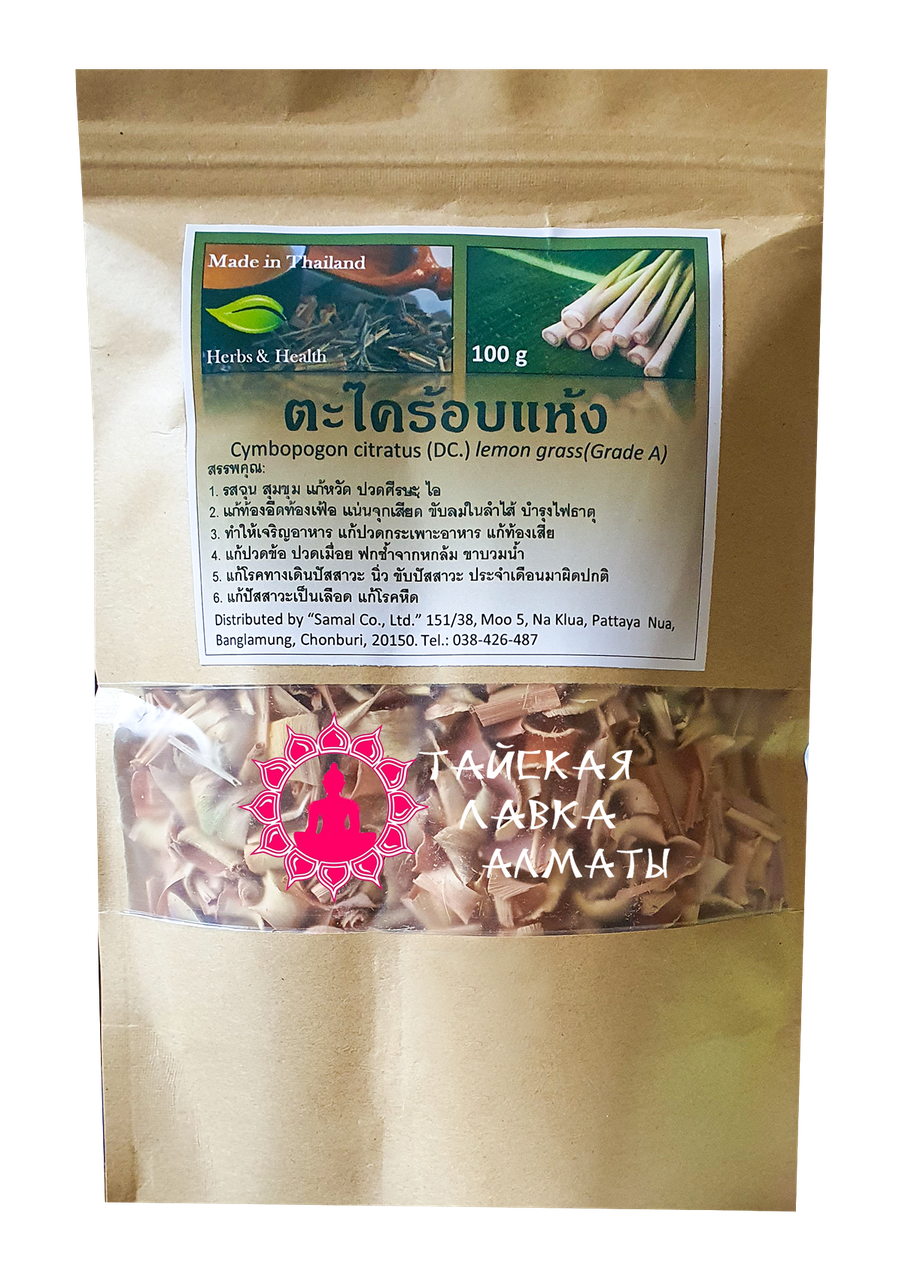 Made in Thailand
Herbs & Health
100 g
ตะไคร้อบแห้ง
Cymbopogon citratus (DC.) lemon grass(Grade A)
สรรพคุณ:
1. รสฉุน สุมขุม แก้หวัด ปวดศีรษะ ไอ
2. แก้ท้องอืดท้องเฟ้อ แน่นจุกเสียด ขับลมในลำไส้ บำรุงไฟธาตุ
3. ทำให้เจริญอาหาร แก้ปวดกระเพาะอาหาร แก้ท้องเสีย
4. แก้ปวดข้อ ปวดเมื่อย ฟกช้ำจากหกล้ม ขาบวมน้ำ
5. แก้โรคทางเดินปัสสาวะ นิ่ว ขับปัสสาวะ ประจำเดือนมาผิดปกติ
6. แก้ปัสสาวะเป็นเลือด แก้โรคหืด
Distributed by “Samal Co., Ltd.” 151/38, Moo 5, Na Klua, Pattaya Nua,
Banglamung, Chonburi, 20150. Tel.: 038-426-487
ТАЙСКАЯ
ЛАВКА
АЛМАТЫ